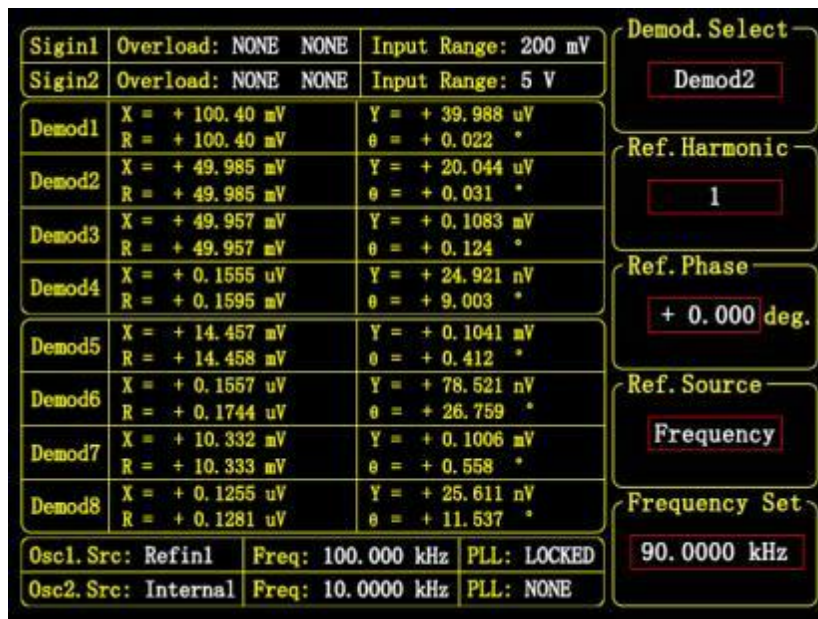 Sigin1 Overload: NONE NONE Input Range: 200 mV
Sigin2 Overload: NONE NONE Input Range: 5 V
Demod1 X = + 100.40 mV Y = + 39.988 uV
R = + 100.40 mV θ = + 0.022 °
Demod2 X = + 49.985 mV Y = + 20.044 uV
R = + 49.985 mV θ = + 0.031 °
Demod3 X = + 49.957 mV Y = + 0.1083 mV
R = + 49.957 mV θ = + 0.124 °
Demod4 X = + 0.1555 uV Y = + 24.921 nV
R = + 0.1595 mV θ = + 9.003 °
Demod5 X = + 14.457 mV Y = + 0.1041 mV
R = + 14.458 mV θ = + 0.412 °
Demod6 X = + 0.1557 uV Y = + 78.521 nV
R = + 0.1744 uV θ = + 26.759 °
Demod7 X = + 10.332 mV Y = + 0.1006 mV
R = + 10.333 mV θ = + 0.558 °
Demod8 X = + 0.1255 uV Y = + 25.611 nV
R = + 0.1281 uV θ = + 11.537 °
Osc1.Src: Refin1 Freq: 100.000 kHz PLL: LOCKED
Osc2.Src: Internal Freq: 10.0000 kHz PLL: NONE
Demod.Select
Demod2
Ref.Harmonic
1
Ref.Phase
+ 0.000 deg.
Ref.Source
Frequency
Frequency Set
90.0000 kHz